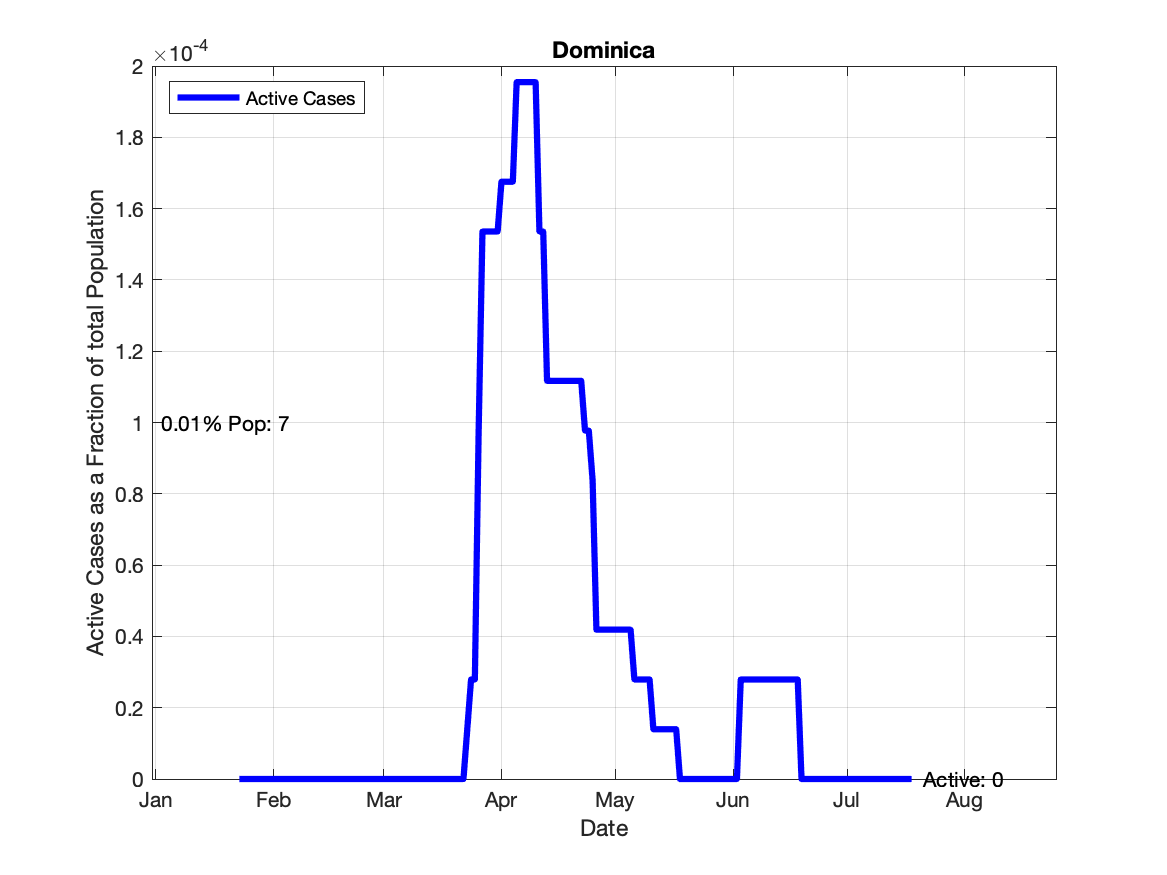 Dominica
×10-4
Active Cases
2
1.8
1.6
1.4
1.2
1
0.8
0.6
0.4
0.2
0
Active Cases as a Fraction of total Population
0.01% Pop: 7
Active: 0
Jan Feb Mar Apr May Jun Jul Aug
Date